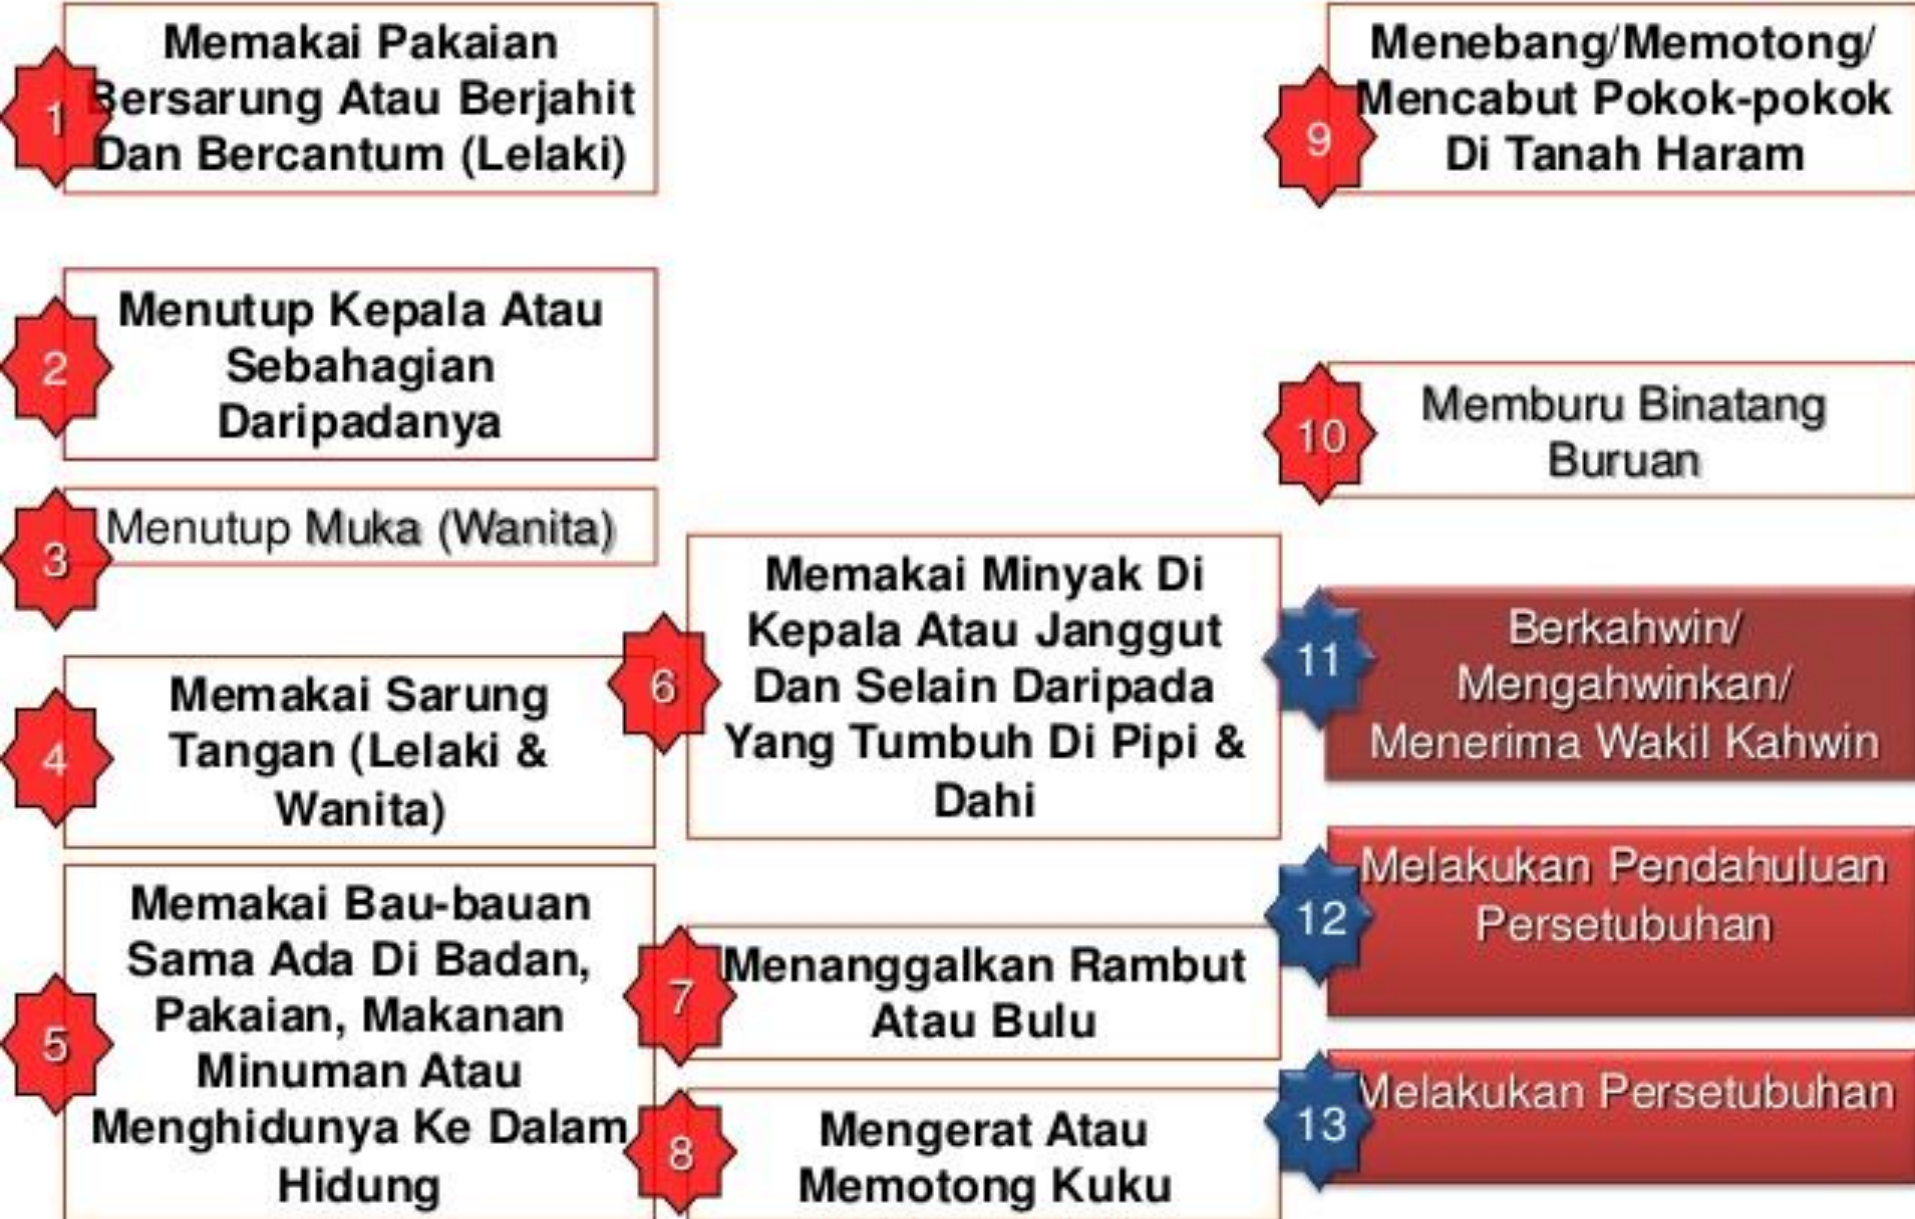 1
Memakai Pakaian
Bersarung Atau Berjahit
Dan Bercantum (Lelaki)
2
Menutup Kepala Atau
Sebahagian
Daripadanya
3
Menutup Muka (Wanita)
4
Memakai Sarung
Tangan (Lelaki &
Wanita)
5
Memakai Bau-bauan
Sama Ada Di Badan,
Pakaian, Makanan
Minuman Atau
Menghidunya Ke Dalam
Hidung
6
Memakai Minyak Di
Kepala Atau Janggut
Dan Selain Daripada
Yang Tumbuh Di Pipi &
Dahi
7
Menanggalkan Rambut
Atau Bulu
8
Mengerat Atau
Memotong Kuku
9
Menebang/Memotong/
Mencabut Pokok-pokok
Di Tanah Haram
10
Memburu Binatang
Buruan
11
Berkahwin/
Mengahwinkan/
Menerima Wakil Kahwin
12
Melakukan Pendahuluan
Persetubuhan
13
Melakukan Persetubuhan